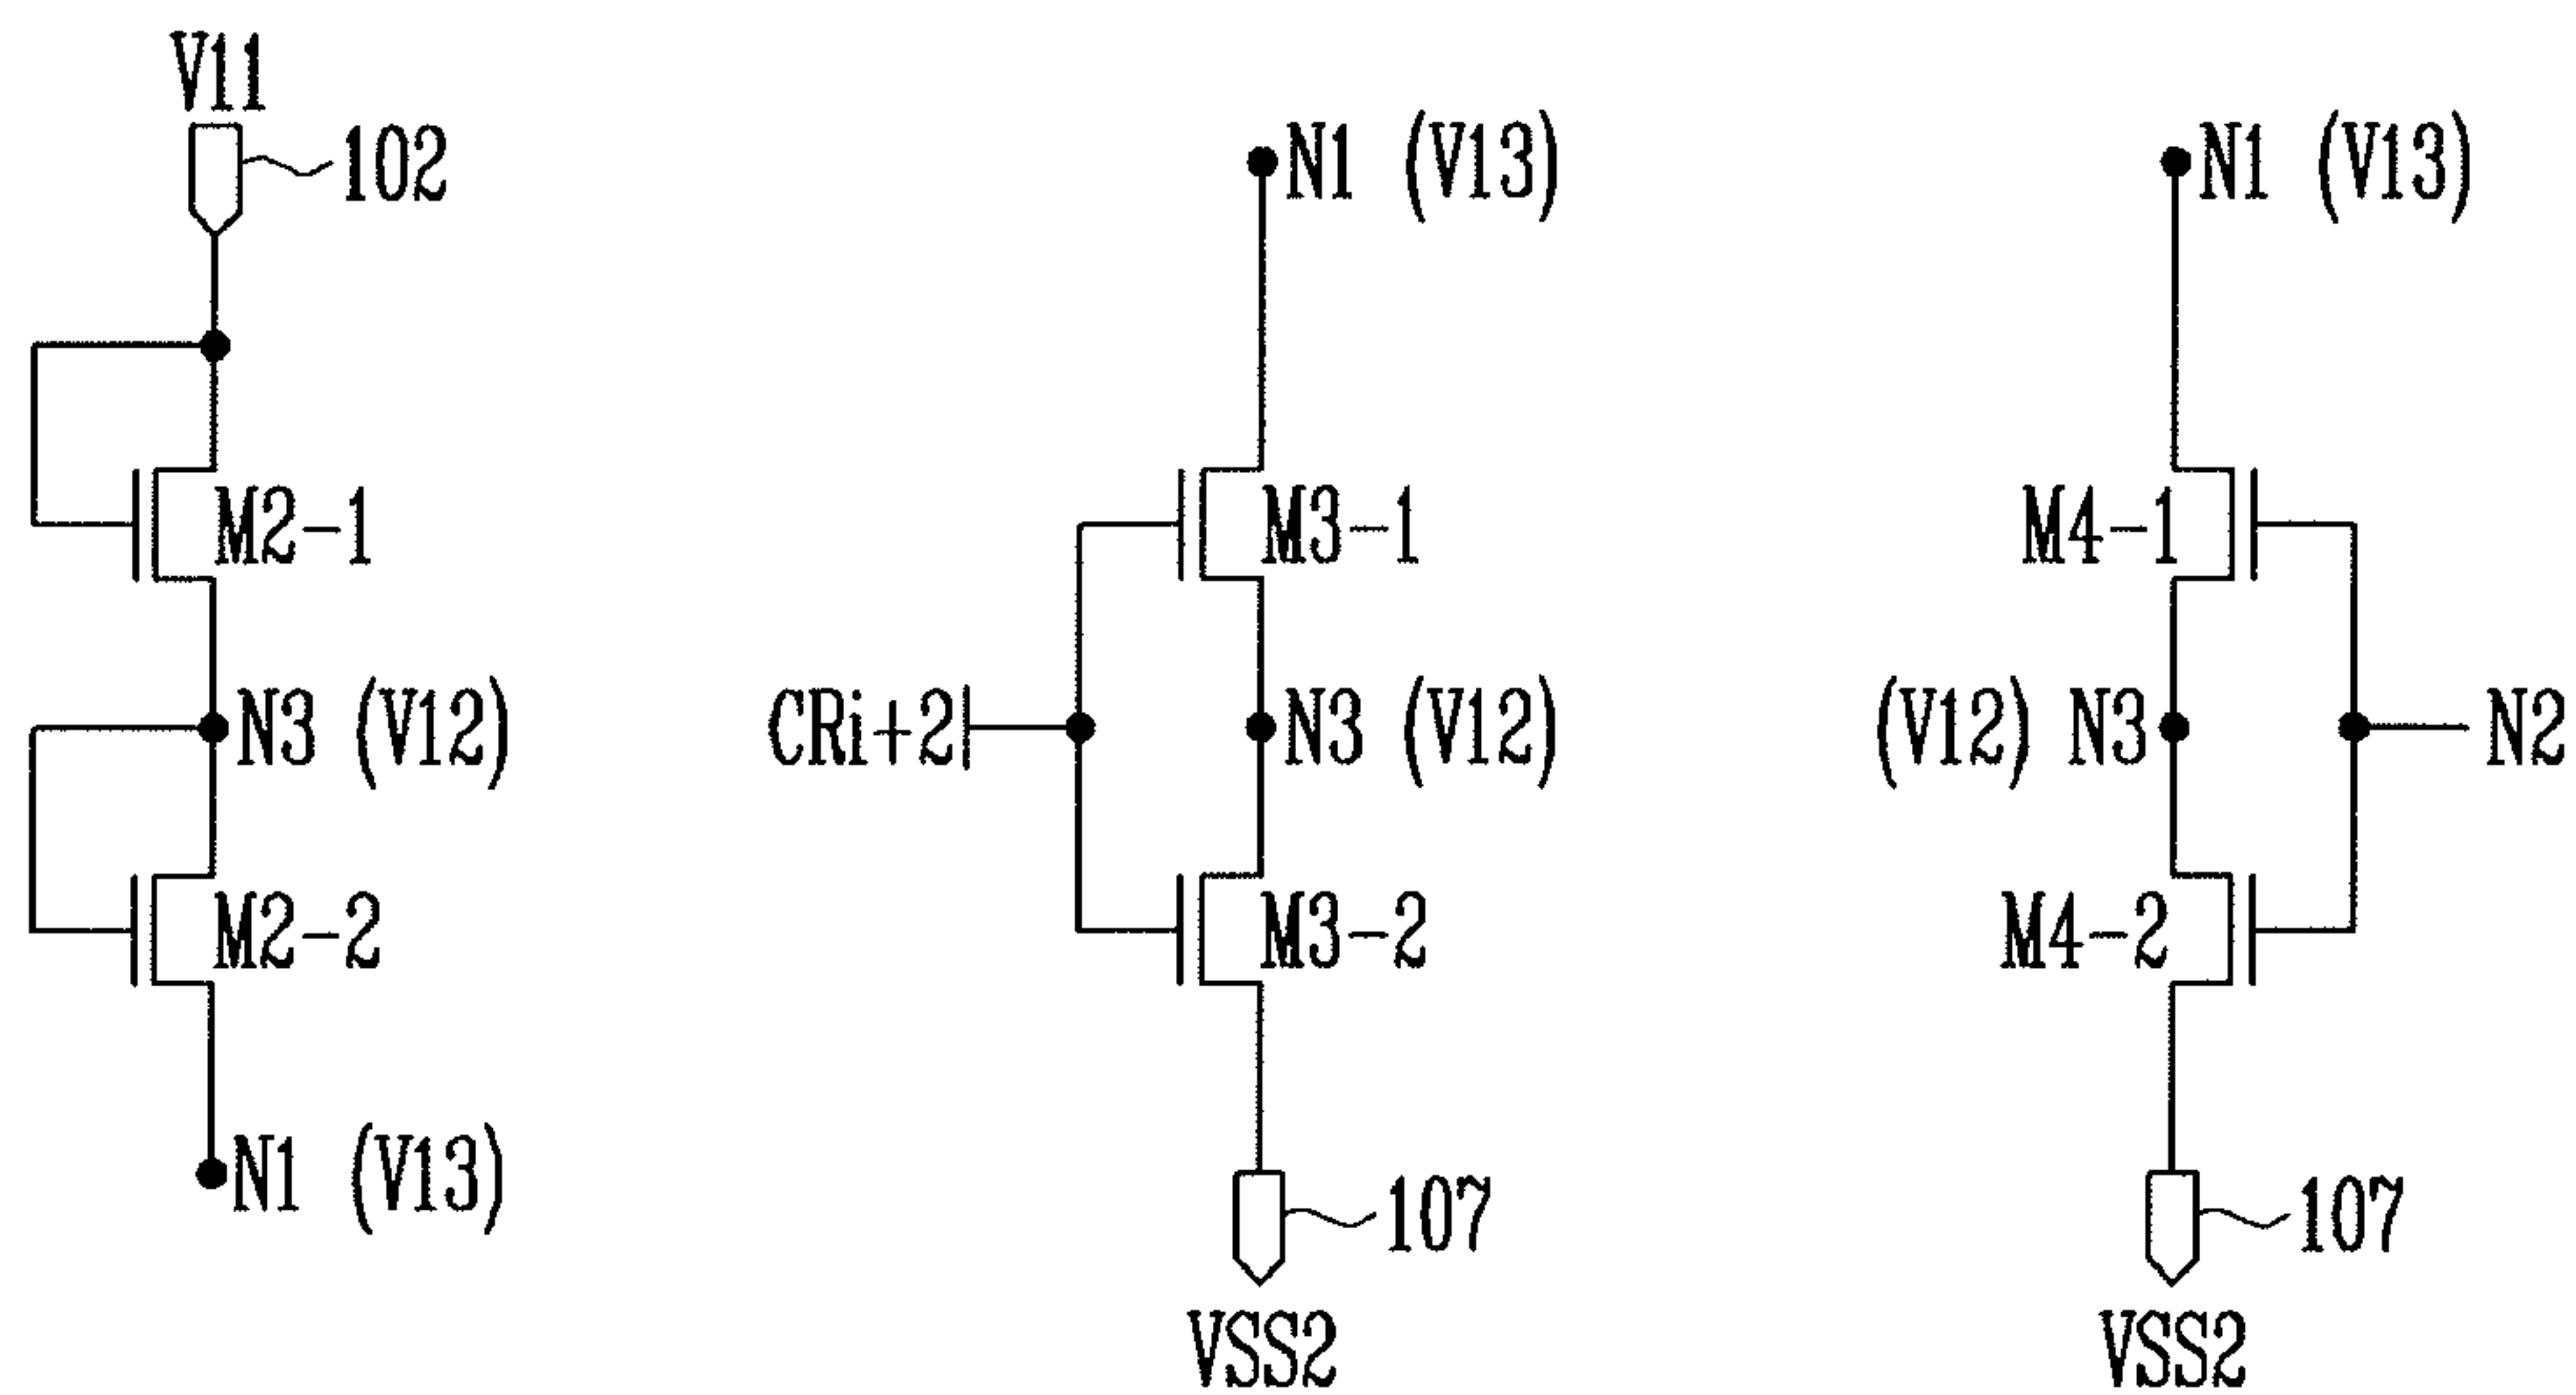 V11
102
M2-1
N3 (V12)
M2-2
N1 (V13)
N1 (V13)
M3-1
CRi+2
N3 (V12)
M3-2
107
VSS2
N1 (V13)
M4-1
(V12) N3
N2
M4-2
107
VSS2